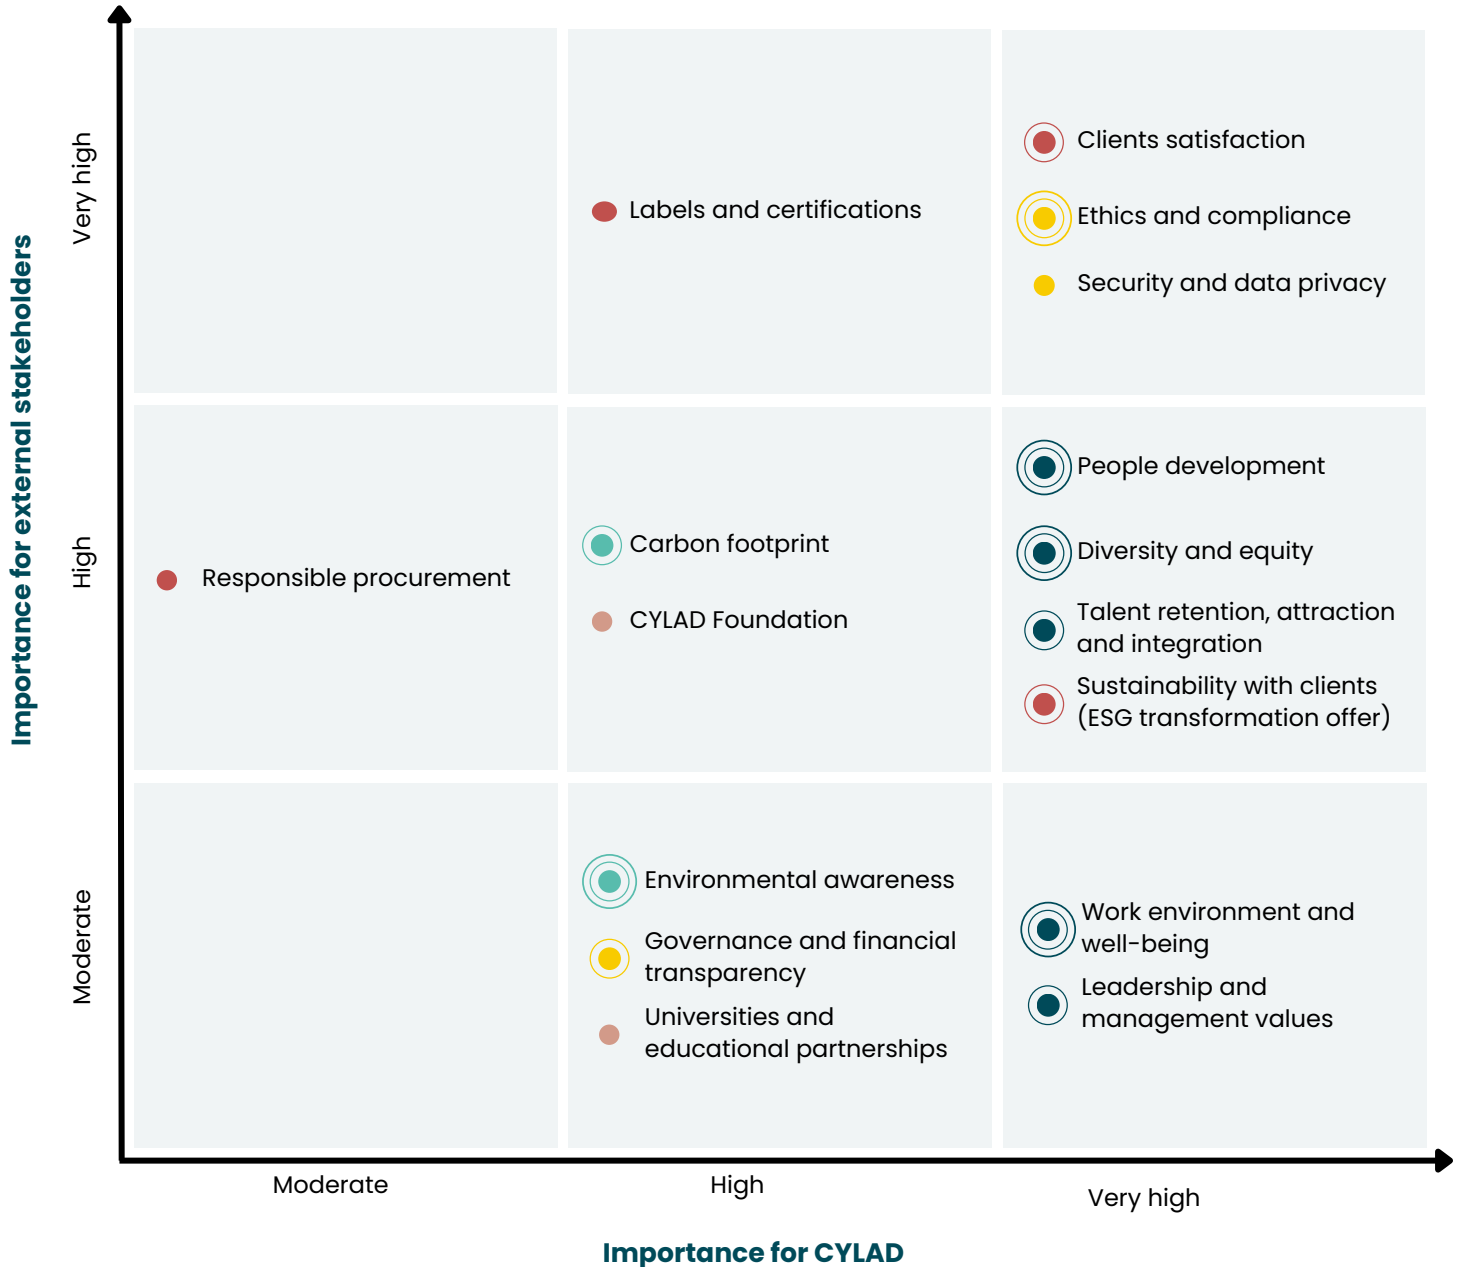 Importance for external stakeholders
Very high
Clients satisfaction
Labels and certifications
Ethics and compliance
Security and data privacy
High
People development
Carbon footprint
Diversity and equity
Responsible procurement
CYLAD Foundation
Talent retention, attraction
and integration
Sustainability with clients
(ESG transformation offer)
Moderate
Environmental awareness
Governance and financial
transparency
Universities and
educational partnerships
Work environment and
well-being
Leadership and
management values
Moderate
High
Very high
Importance for CYLAD